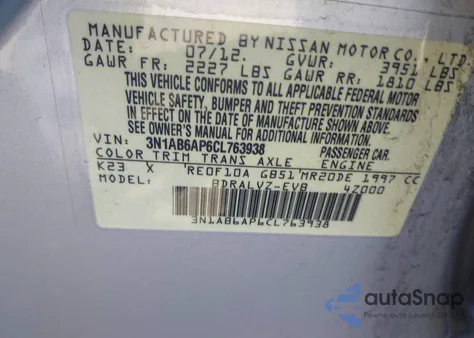 MANUFACTURED BY NISSAN MOTOR CO., LTD.
DATE: 07/12. GVWR: 3951 LBS
GAWR FR: 2227 LBS GAWR RR: 1810 LBS
THIS VEHICLE CONFORMS TO ALL APPLICABLE FEDERAL MOTOR
VEHICLE SAFETY, BUMPER AND THEFT PREVENTION STANDARDS
IN EFFECT ON THE DATE OF MANUFACTURE SHOWN ABOVE.
*SEE OWNER'S MANUAL FOR ADDITIONAL INFORMATION
VIN: 3N1AB6AP6CL763938 PASSENGER CAR
COLOR TRIM TRANS AXLE ENGINE
K23 X RE0F10A GB51 MR20DE 1997 CC
MODEL: BDRALVZ-EVB 4Z000
3N1AB6AP6CL763938
autoSnap
Power auto auctions